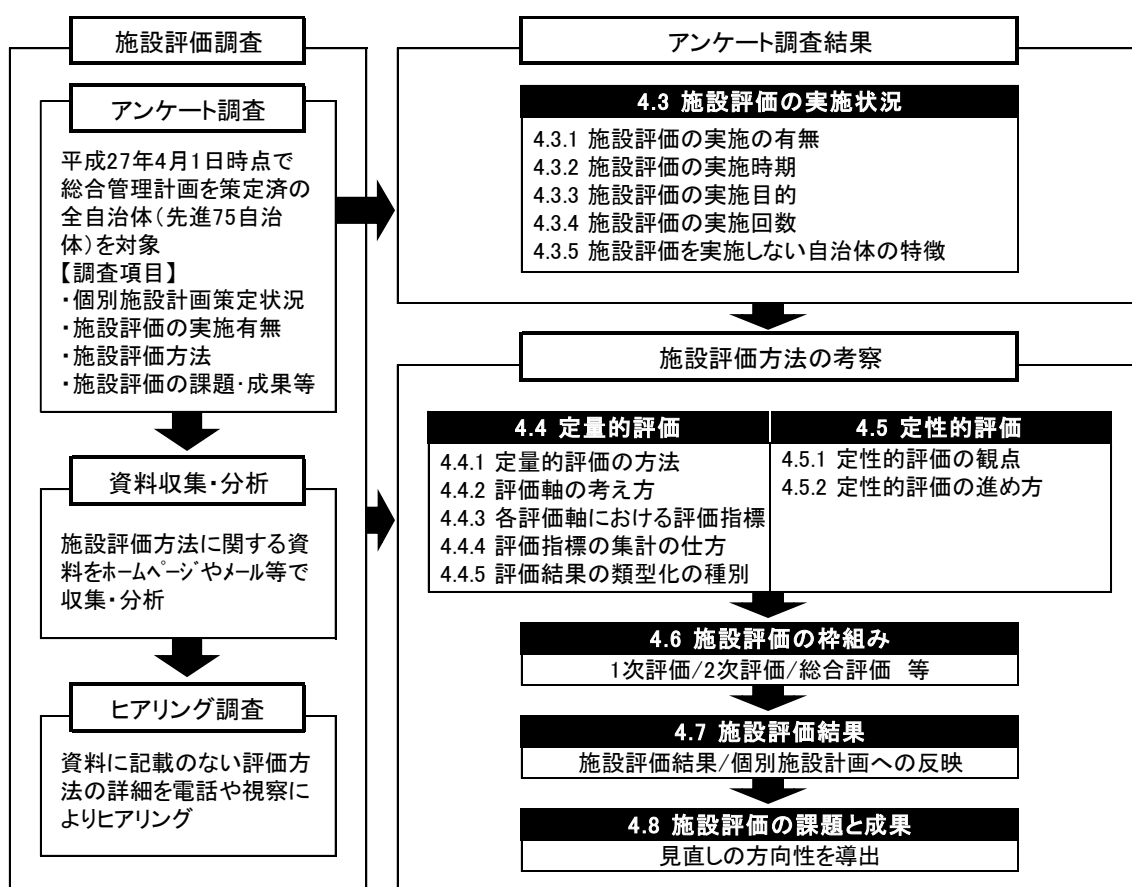 施設評価調査
アンケート調査
平成27年4月1日時点で
総合管理計画を策定済の
全自治体(先進75自治
体)を対象
【調査項目】
・個別施設計画策定状況
・施設評価の実施有無
・施設評価方法
・施設評価の課題・成果等
資料収集・分析
施設評価方法に関する資
料をホームページやメール等で
収集・分析
ヒアリング調査
資料に記載のない評価方
法の詳細を電話や視察に
よりヒアリング
アンケート調査結果
4.3 施設評価の実施状況
4.3.1 施設評価の実施の有無
4.3.2 施設評価の実施時期
4.3.3 施設評価の実施目的
4.3.4 施設評価の実施回数
4.3.5 施設評価を実施しない自治体の特徴
施設評価方法の考察
4.4 定量的評価
4.4.1 定量的評価の方法
4.4.2 評価軸の考え方
4.4.3 各評価軸における評価指標
4.4.4 評価指標の集計の仕方
4.4.5 評価結果の類型化の種別
4.5 定性的評価
4.5.1 定性的評価の観点
4.5.2 定性的評価の進め方
4.6 施設評価の枠組み
1次評価/2次評価/総合評価 等
4.7 施設評価結果
施設評価結果/個別施設計画への反映
4.8 施設評価の課題と成果
見直しの方向性を導出